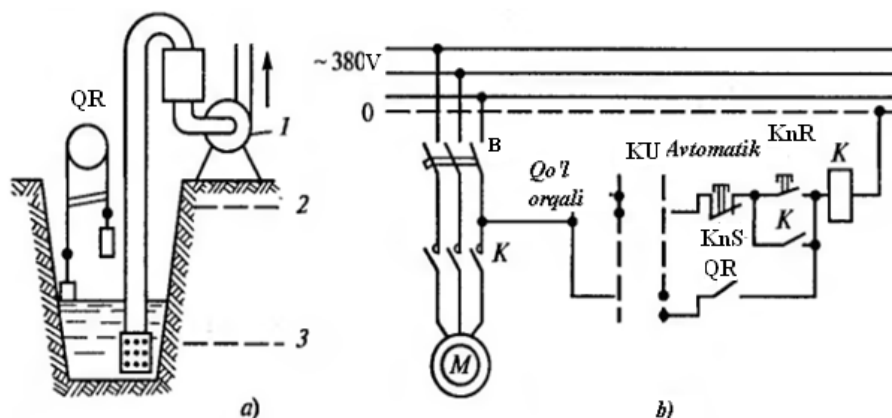 QR
1
2
3
a)
~ 380V
0
B
Qo'l
orqali
KU Avtomatik
KnR
K
KnS
K
QR
K
M
b)